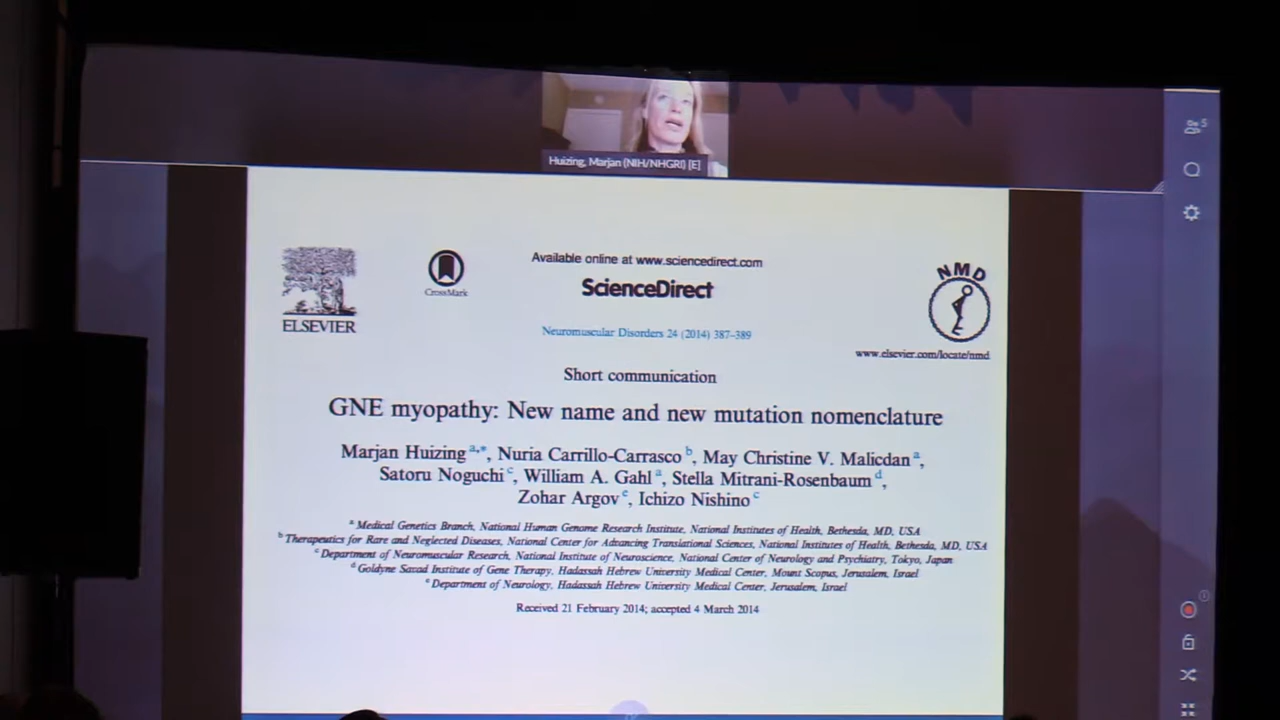 Huizing, Marjan (NIH/NHGRI) [E]
5
ELSEVIER
CrossMark
Available online at www.sciencedirect.com
ScienceDirect
Neuromuscular Disorders 24 (2014) 387–389
NMD
www.elsevier.com/locate/nmd
Short communication
GNE myopathy: New name and new mutation nomenclature
Marjan Huizing a,*, Nuria Carrillo-Carrasco b, May Christine V. Malicdan a,
Satoru Noguchi c, William A. Gahl a, Stella Mitrani-Rosenbaum d,
Zohar Argov e, Ichizo Nishino c
a Medical Genetics Branch, National Human Genome Research Institute, National Institutes of Health, Bethesda, MD, USA
b Therapeutics for Rare and Neglected Diseases, National Center for Advancing Translational Sciences, National Institutes of Health, Bethesda, MD, USA
c Department of Neuromuscular Research, National Institute of Neuroscience, National Center of Neurology and Psychiatry, Tokyo, Japan
d Goldyne Savad Institute of Gene Therapy, Hadassah Hebrew University Medical Center, Mount Scopus, Jerusalem, Israel
e Department of Neurology, Hadassah Hebrew University Medical Center, Jerusalem, Israel
Received 21 February 2014; accepted 4 March 2014